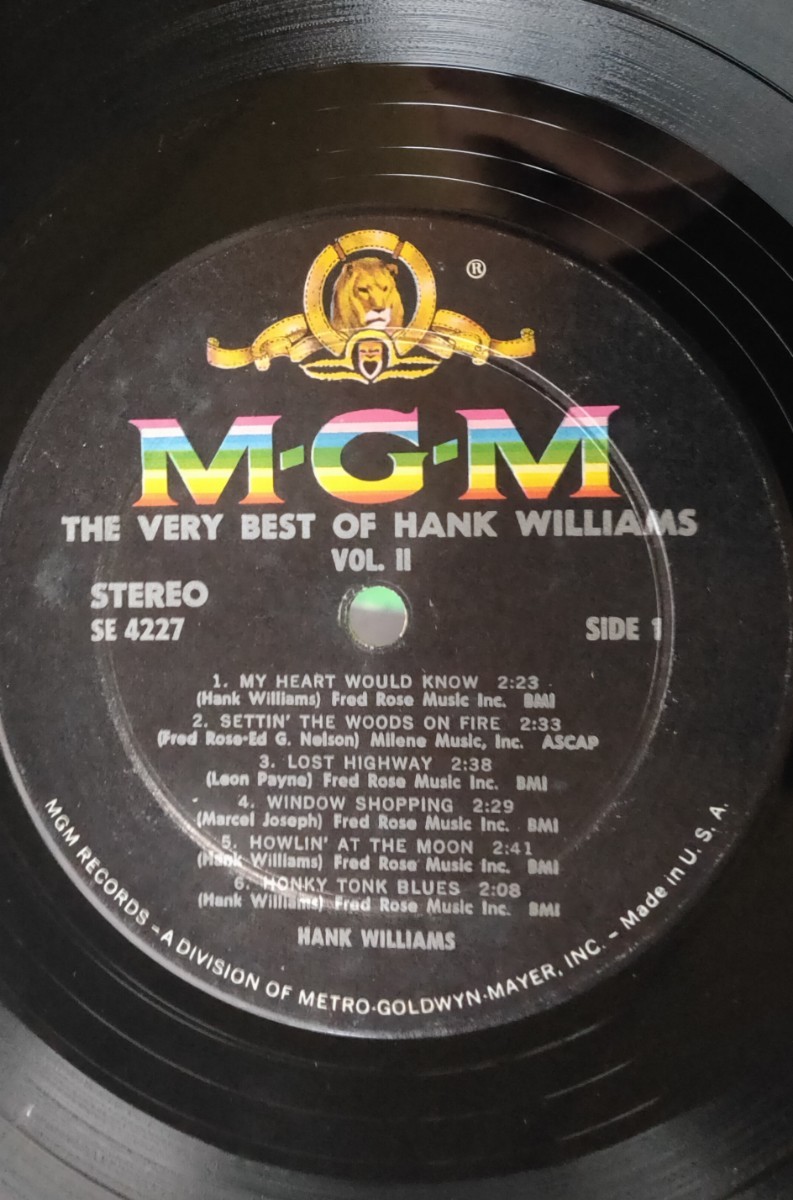 ®
M-G-M
THE VERY BEST OF HANK WILLIAMS
VOL. II
STEREO
SE 4227
SIDE 1
1. MY HEART WOULD KNOW 2:23
(Hank Williams) Fred Rose Music Inc. BMI
2. SETTIN' THE WOODS ON FIRE 2:33
(Fred Rose-Ed G. Nelson) Milene Music, Inc. ASCAP
3. LOST HIGHWAY 2:38
(Leon Payne) Fred Rose Music Inc. BMI
4. WINDOW SHOPPING 2:29
(Marcel Joseph) Fred Rose Music Inc. BMI
5. HOWLIN' AT THE MOON 2:41
(Hank Williams) Fred Rose Music Inc. BMI
6. HONKY TONK BLUES 2:08
(Hank Williams) Fred Rose Music Inc. BMI
HANK WILLIAMS
MGM RECORDS – A DIVISION OF METRO-GOLDWYN-MAYER, INC. – Made in U. S. A.